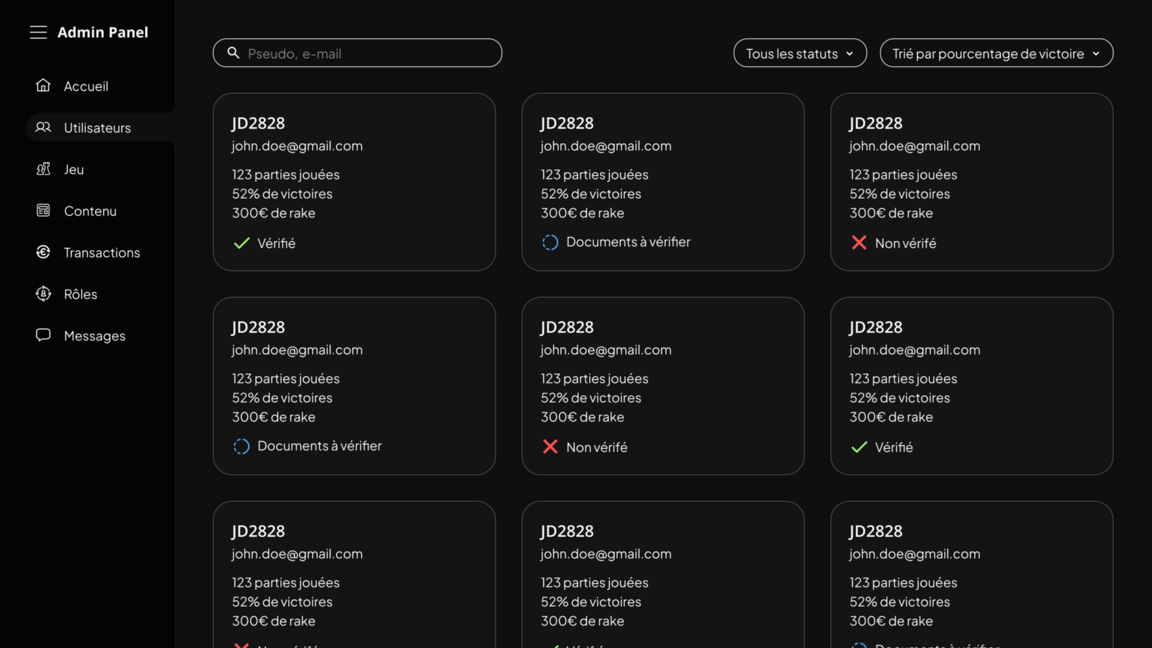 Admin Panel
Accueil
Utilisateurs
Jeu
Contenu
Transactions
Rôles
Messages
Pseudo, e-mail
Tous les statuts
Trié par pourcentage de victoire
JD2828
john.doe@gmail.com
123 parties jouées
52% de victoires
300€ de rake
Vérifié
JD2828
john.doe@gmail.com
123 parties jouées
52% de victoires
300€ de rake
Documents à vérifier
JD2828
john.doe@gmail.com
123 parties jouées
52% de victoires
300€ de rake
Non vérifé
JD2828
john.doe@gmail.com
123 parties jouées
52% de victoires
300€ de rake
Documents à vérifier
JD2828
john.doe@gmail.com
123 parties jouées
52% de victoires
300€ de rake
Non vérifé
JD2828
john.doe@gmail.com
123 parties jouées
52% de victoires
300€ de rake
Vérifié
JD2828
john.doe@gmail.com
123 parties jouées
52% de victoires
300€ de rake
JD2828
john.doe@gmail.com
123 parties jouées
52% de victoires
300€ de rake
JD2828
john.doe@gmail.com
123 parties jouées
52% de victoires
300€ de rake